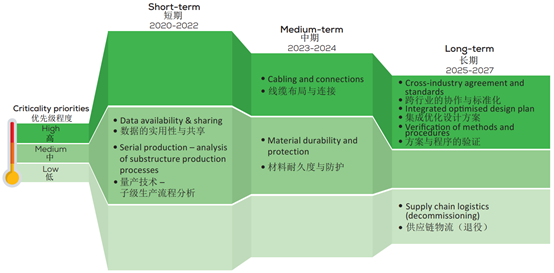 Short-term
短期
2020-2022
Medium-term
中期
2023-2024
Long-term
长期
2025-2027
Criticality priorities
优先级程度
High
高
Medium
中
Low
低
• Data availability & sharing
• 数据的实用性与共享
• Serial production – analysis
of substructure production
processes
• 量产技术 –
子级生产流程分析
• Cabling and connections
• 线缆布局与连接
Material durability and
protection
• 材料耐久度与防护
• Cross-industry agreement and
standards
• 跨行业的协作与标准化
• Integrated optimised design plan
• 集成优化设计方案
• Verification of methods and
procedures
• 方案与程序的验证
• Supply chain logistics
(decommissioning)
• 供应链物流（退役）